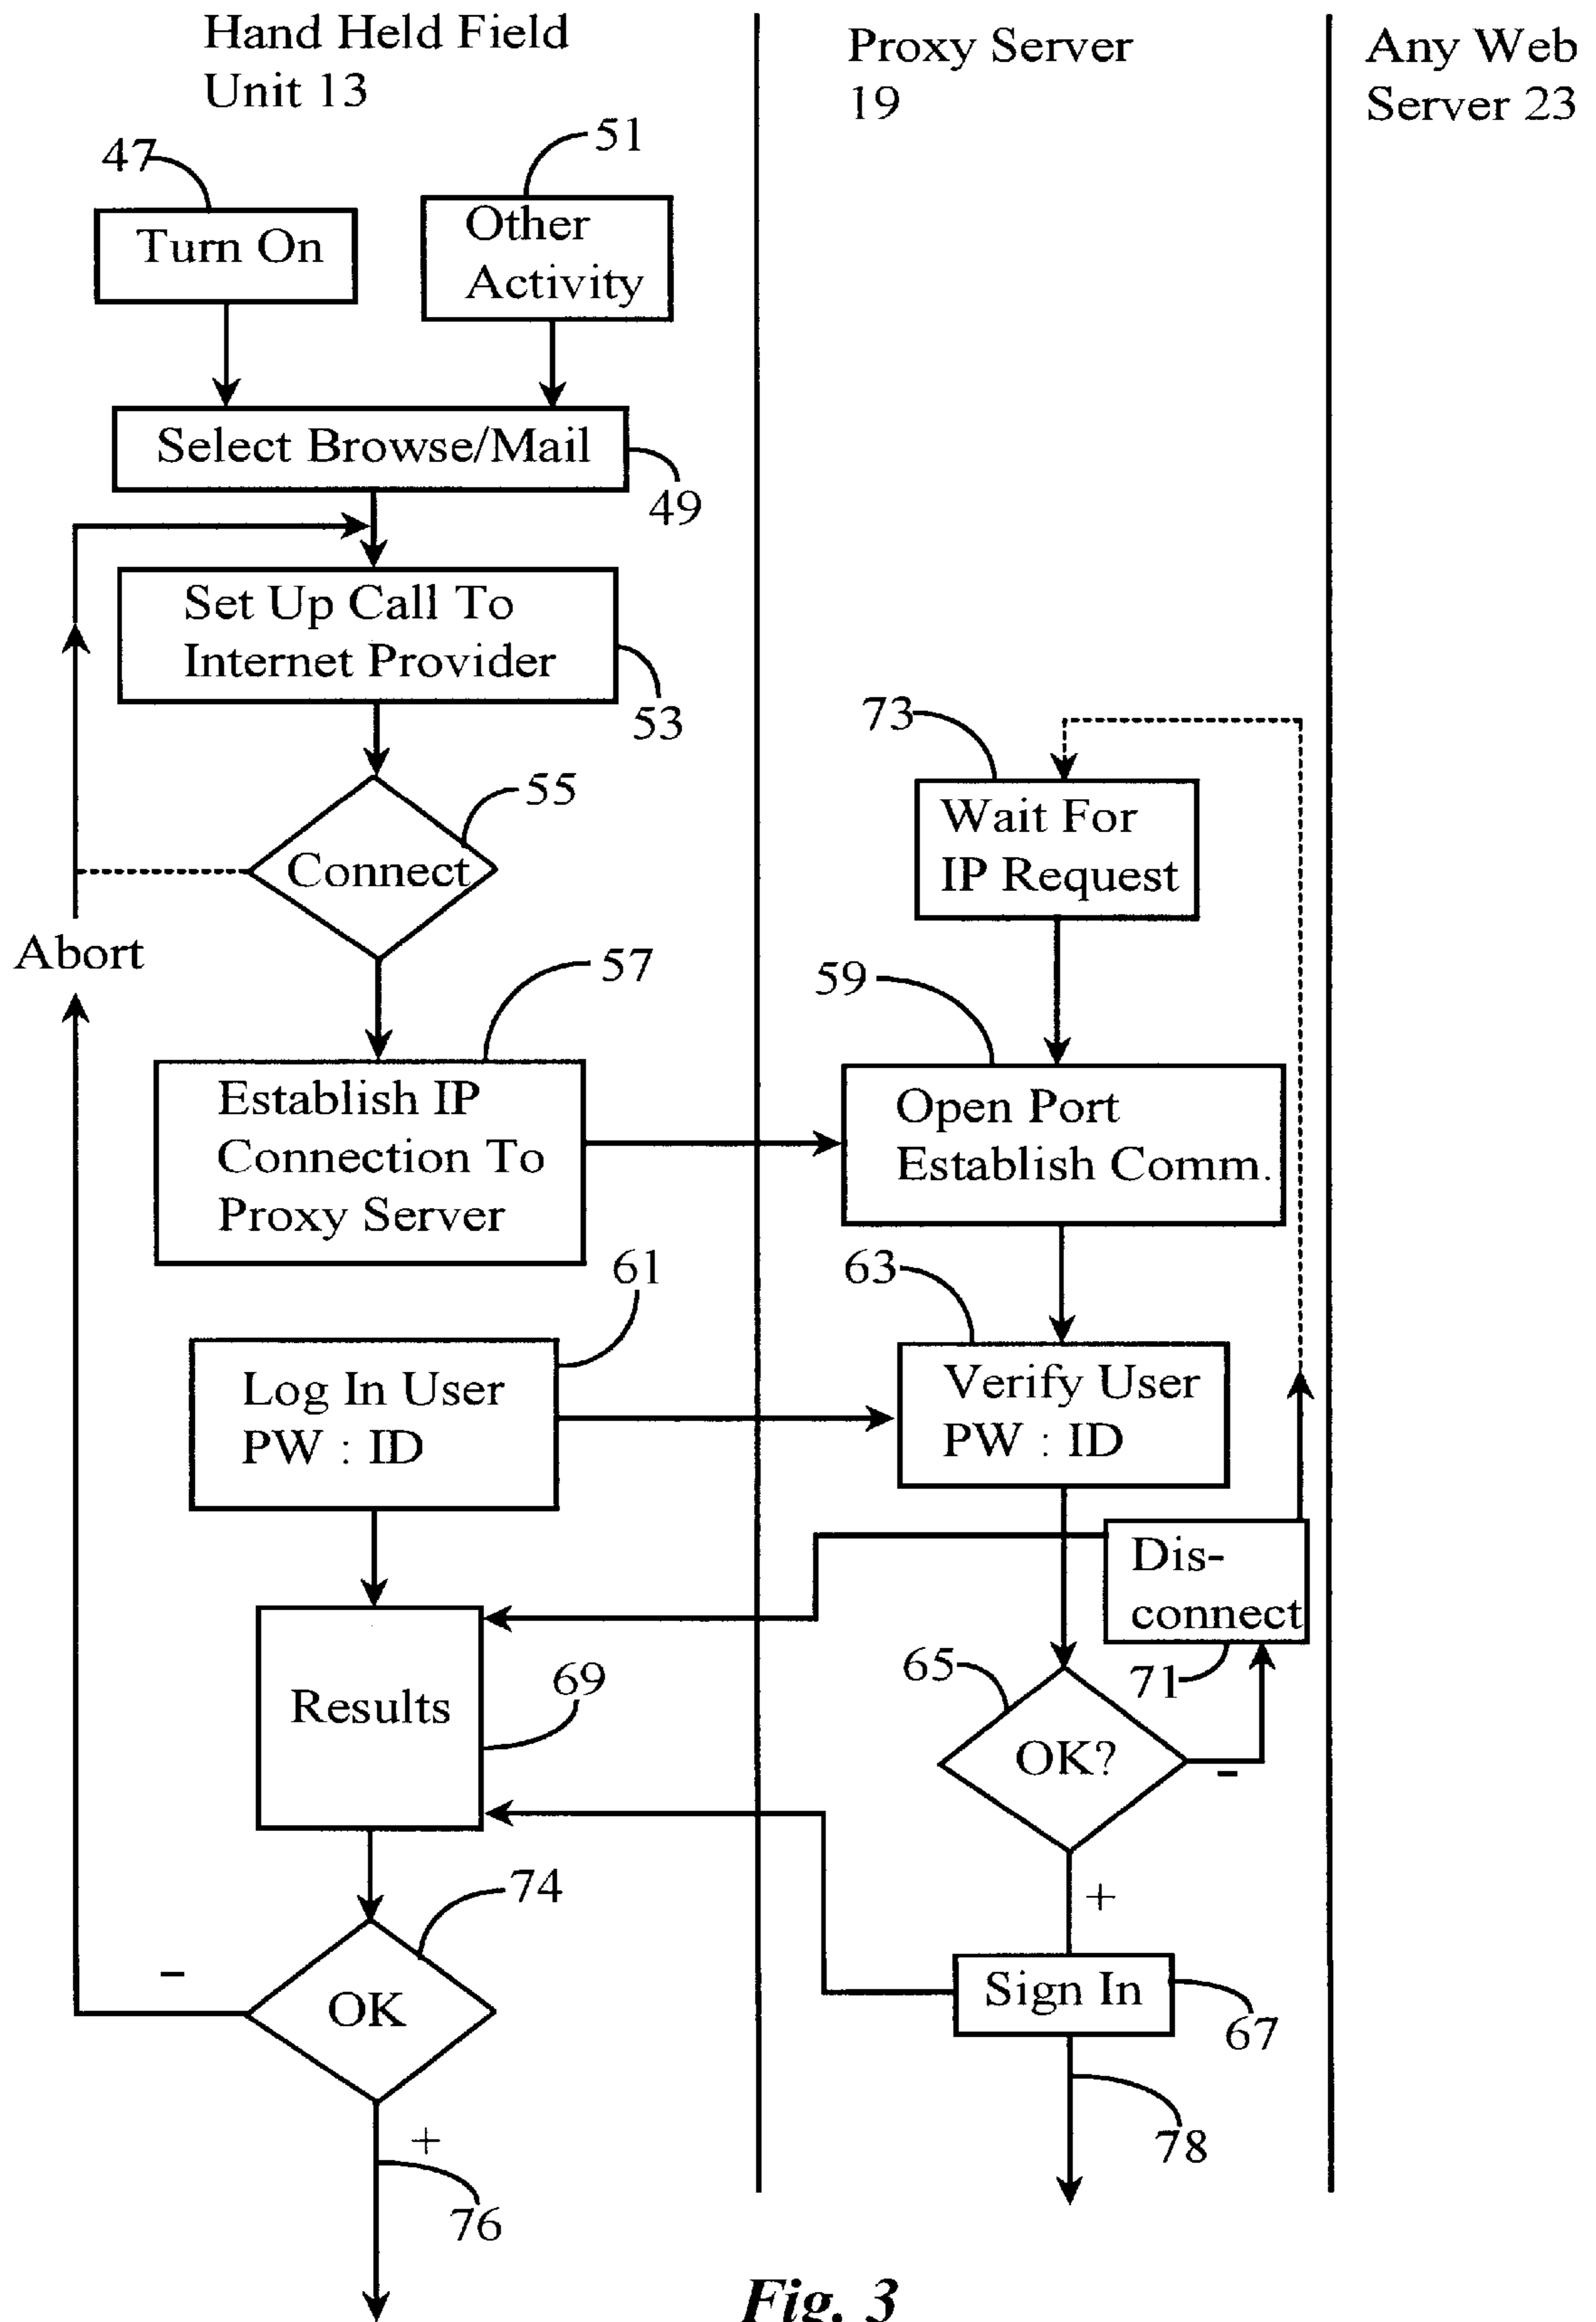 Hand Held Field
Unit 13
Proxy Server
19
Any Web
Server 23
47
51
Turn On
Other
Activity
Select Browse/Mail
49
Set Up Call To
Internet Provider
53
73
55
Connect
Wait For
IP Request
Abort
57
59
Establish IP
Connection To
Proxy Server
Open Port
Establish Comm.
61
63
Log In User
PW : ID
Verify User
PW : ID
Dis-
connect
71
65
Results
69
OK?
-
+
74
–
OK
Sign In
67
78
+
76
Fig. 3